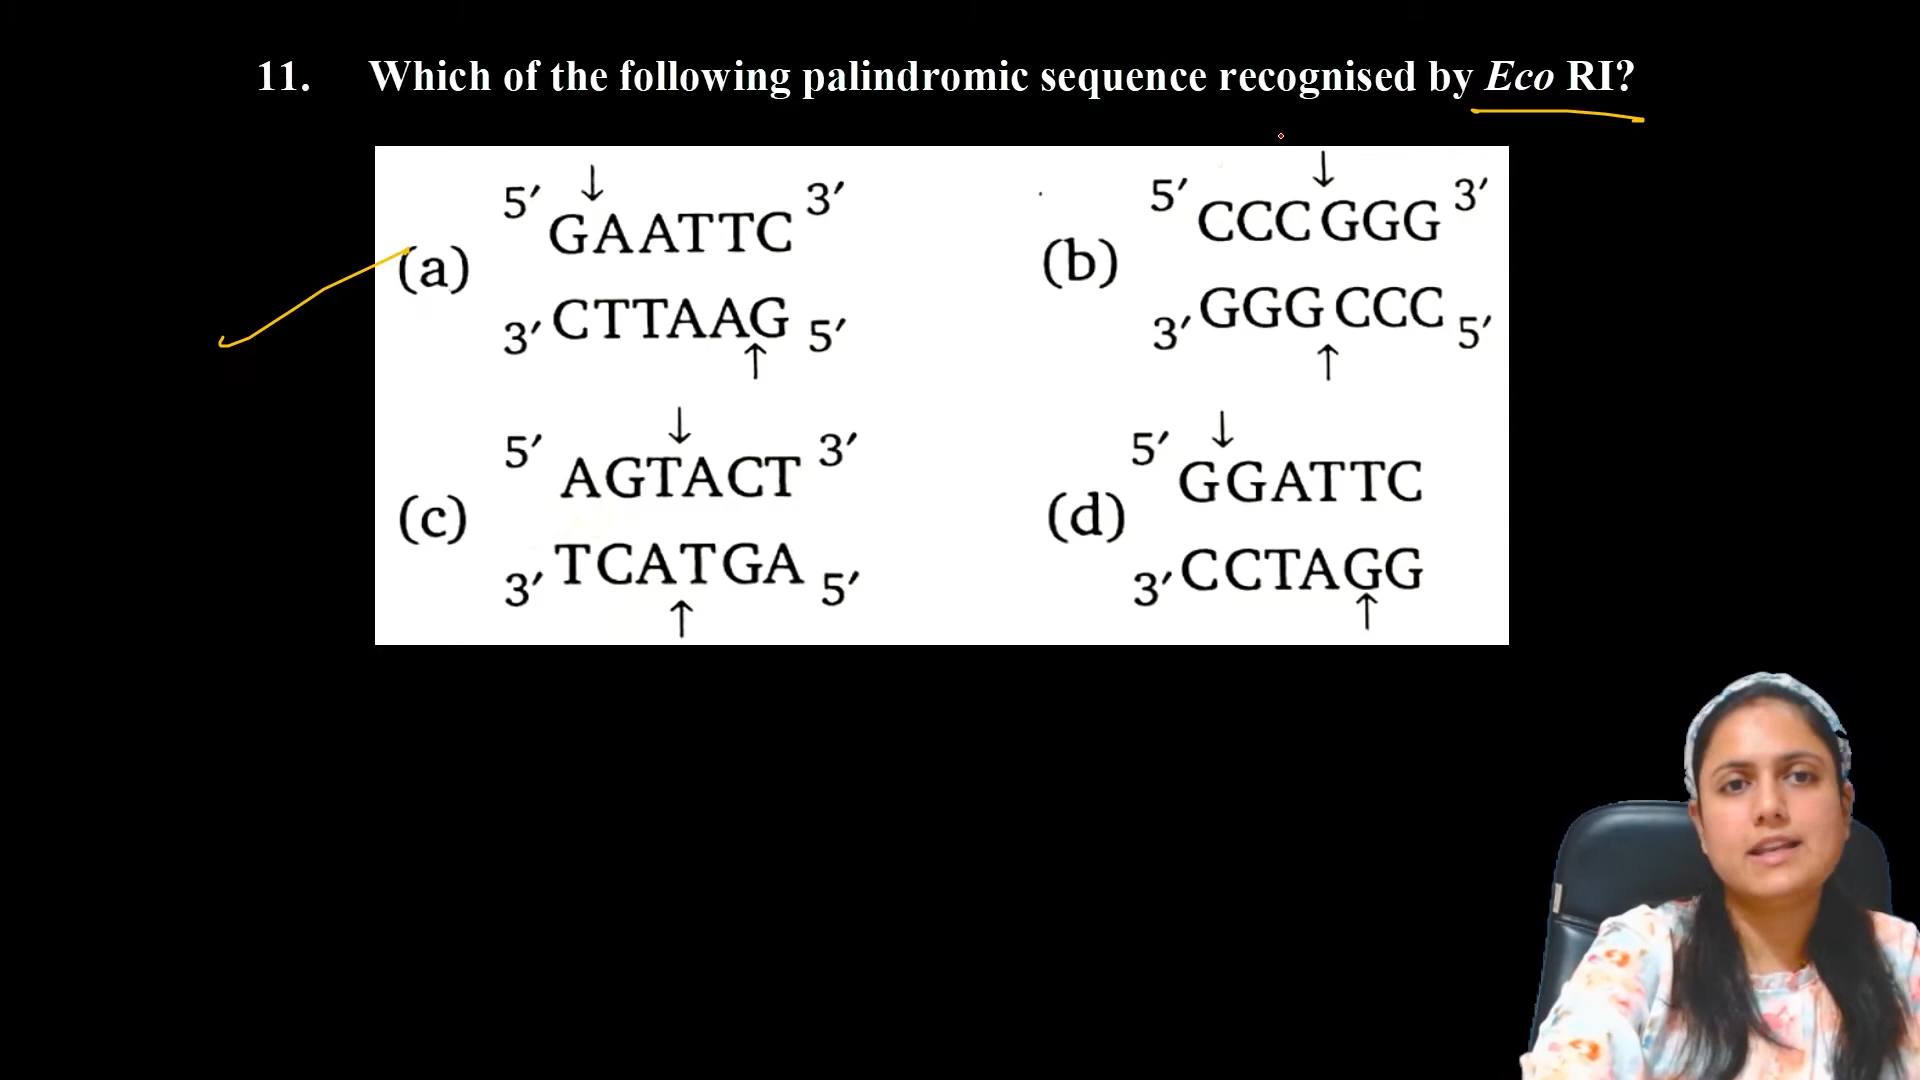 11. Which of the following palindromic sequence recognised by Eco RI?
(a) 5′ ↓ 3′
GAATTC
3′ CTTAAG 5′
↑
(b) 5′ ↓ 3′
CCCGGG
3′ GGGCCC 5′
↑
(c) 5′ ↓ 3′
AGTACT
3′ TCATGA 5′
↑
(d) 5′ ↓
GGATTC
3′ CCTAGG
↑